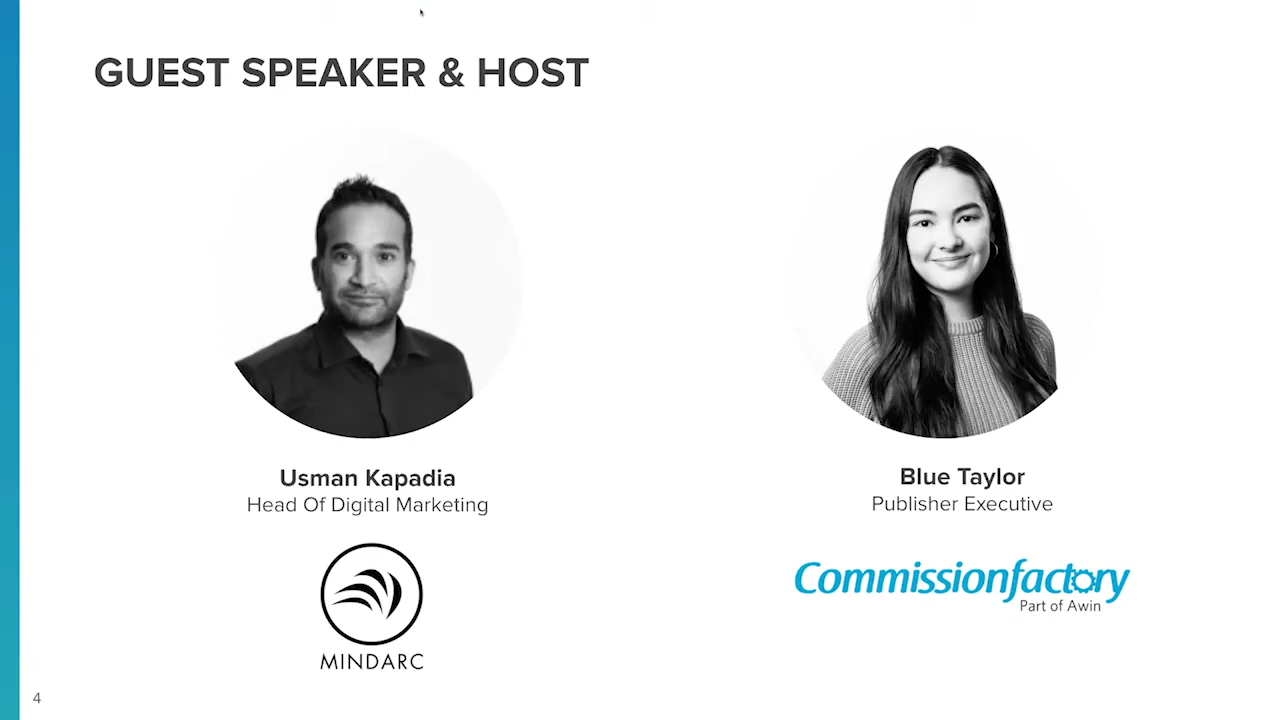 GUEST SPEAKER & HOST
Usman Kapadia
Head Of Digital Marketing
MINDARC
Blue Taylor
Publisher Executive
Commissionfactory
Part of Awin
4